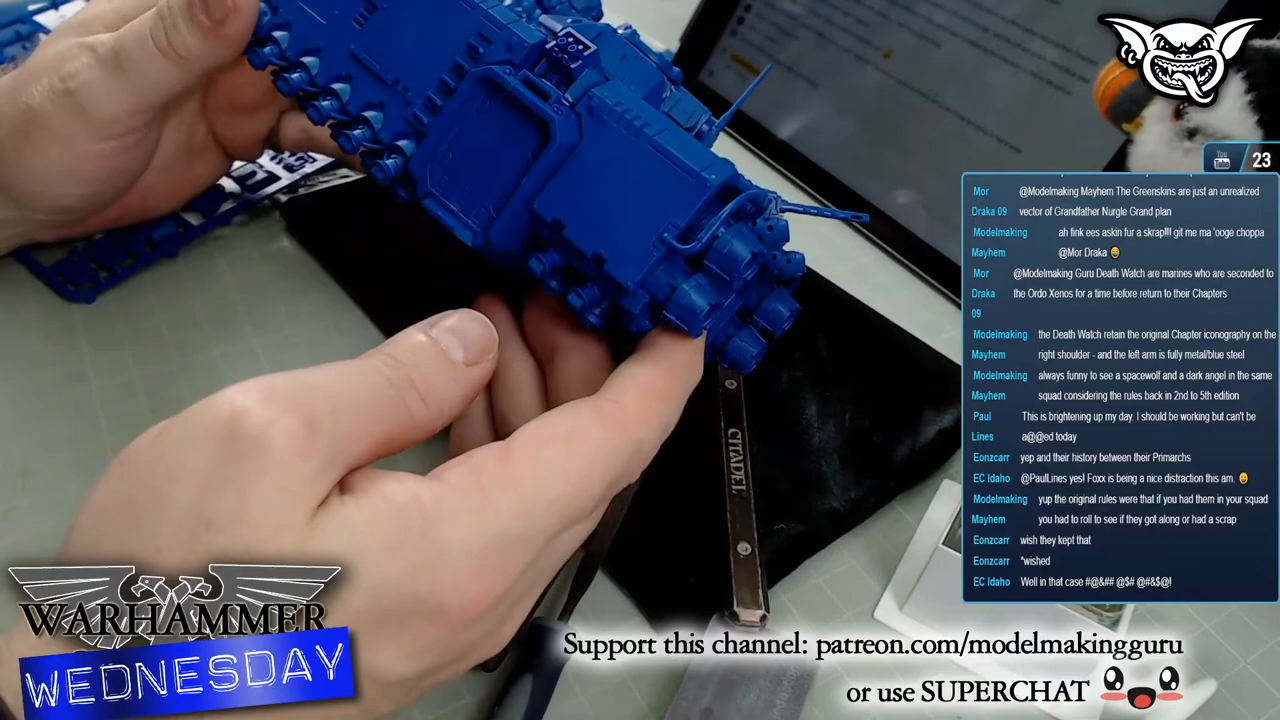 You
Tube
23
Mor @Modelmaking Mayhem The Greenskins are just an unrealized
Draka 09 vector of Grandfather Nurgle Grand plan
Modelmaking ah fink ees askin fur a skrap!!! git me ma 'ooge choppa
Mayhem @Mor Draka
Mor @Modelmaking Guru Death Watch are marines who are seconded to
Draka the Ordo Xenos for a time before return to their Chapters
09
Modelmaking the Death Watch retain the original Chapter iconography on the
Mayhem right shoulder - and the left arm is fully metal/blue steel
Modelmaking always funny to see a spacewolf and a dark angel in the same
Mayhem squad considering the rules back in 2nd to 5th edition
Paul This is brightening up my day. I should be working but can't be
Lines a@@ed today
Eonzcarr yep and their history between their Primarchs
EC Idaho @PaulLines yes! Foxx is being a nice distraction this am.
Modelmaking yup the original rules were that if you had them in your squad
Mayhem you had to roll to see if they got along or had a scrap
Eonzcarr wish they kept that
Eonzcarr *wished
EC Idaho Well in that case #@&## @$# @#&$@!
CITADEL
WARHAMMER
WEDNESDAY
Support this channel: patreon.com/modelmakingguru
or use SUPERCHAT